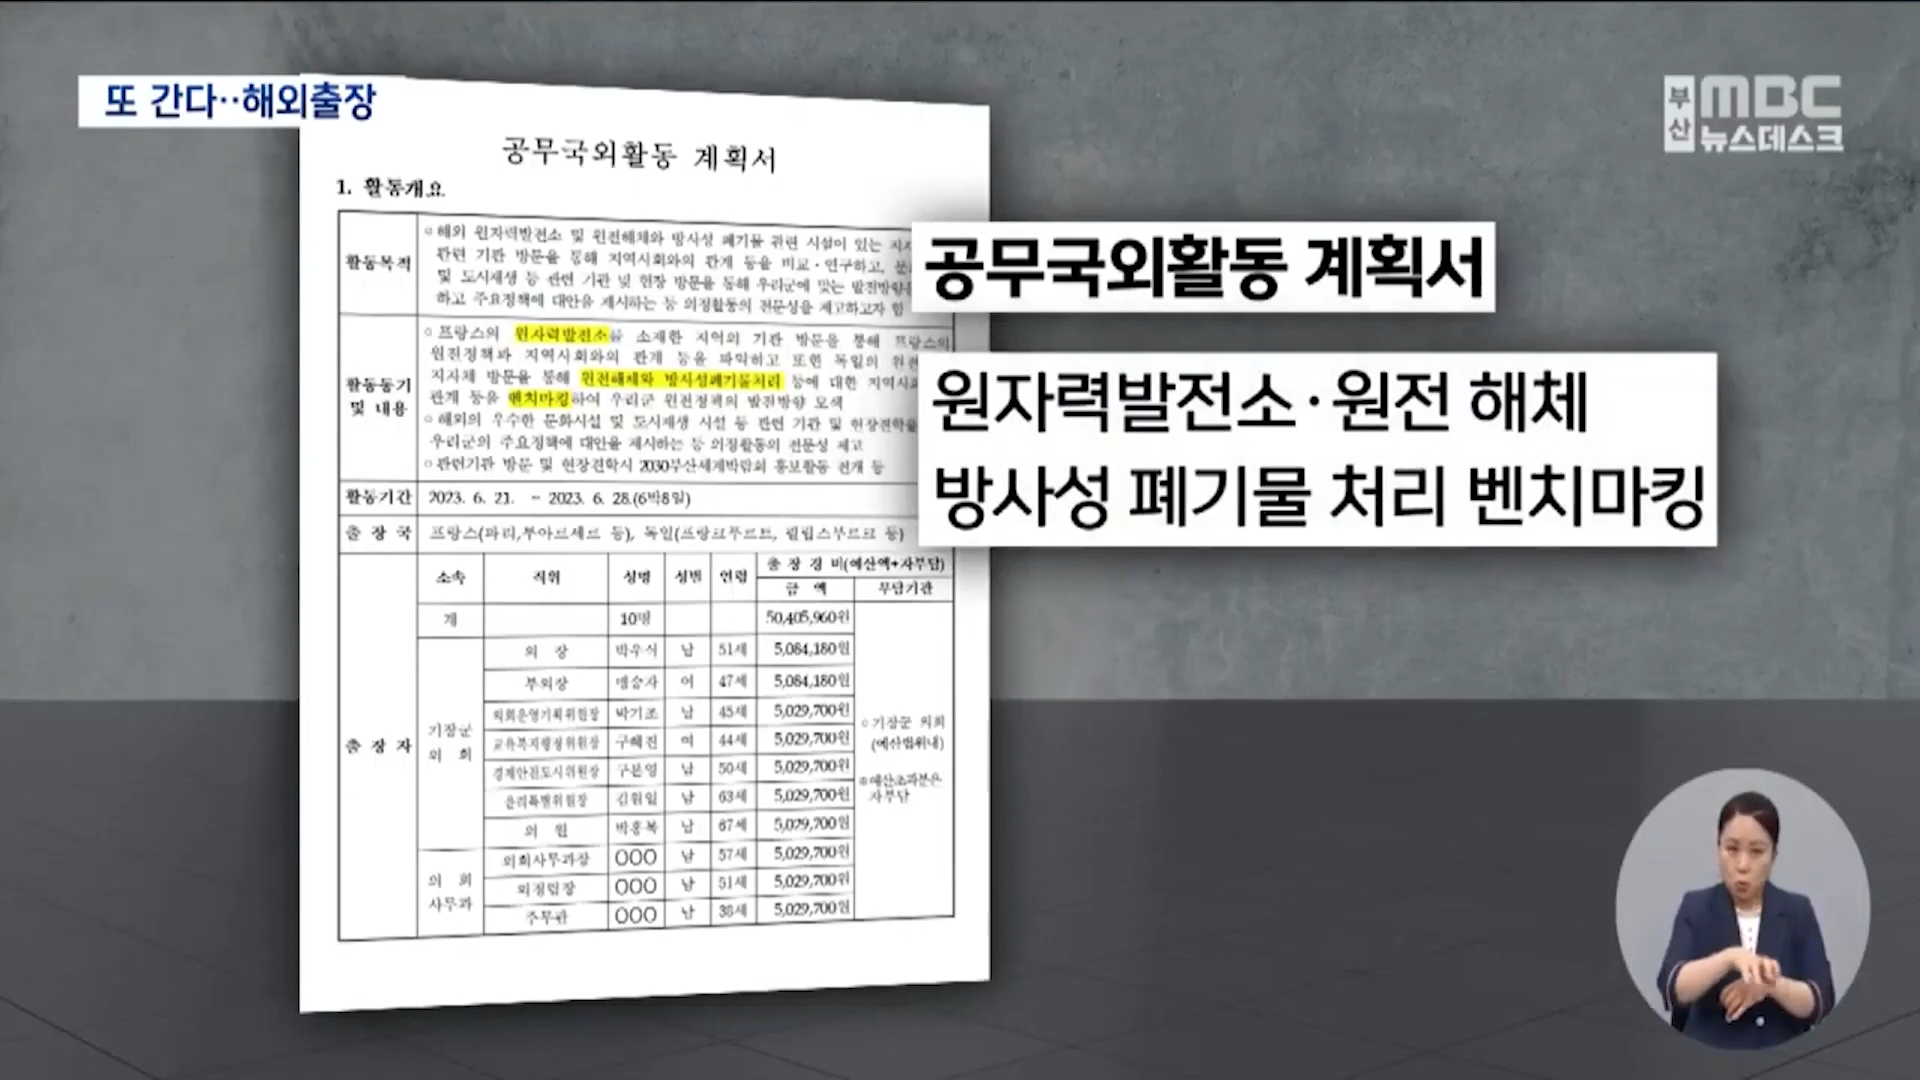 또 간다··해외출장
부산
MBC
뉴스데스크
공무국외활동 계획서
1. 활동개요
활동목적
○ 해외 원자력발전소 및 원전해체와 방사성 폐기물 관련 시설이 있는
관련 기관 방문을 통해 지역사회와의 관계 등을 비교·연구하고,
및 도시재생 등 관련 기관 및 현장 방문을 통해 우리군에 맞는 발전방향을
하고 주요정책에 대안을 제시하는 등 의정활동의 전문성을 제고하고자 함
활동동기
및 내용
○ 프랑스의 원자력발전소를 소재한 지역의 기관 방문을 통해 프랑스의
원전정책과 지역사회와의 관계 등을 파악하고 또한 독일의
지자체 방문을 통해 원전해체와 방사성폐기물처리 등에 대한
관계 등을 벤치마킹하여 우리군 원전정책의 발전방향 모색
○ 해외의 우수한 문화시설 및 도시재생 시설 등 관련 기관 및 현장견학을
우리군의 주요정책에 대안을 제시하는 등 의정활동의 전문성 제고
○ 관련기관 방문 및 현장견학시 2030부산세계박람회 홍보활동 전개 등
활동기간 2023. 6. 21. ~ 2023. 6. 28.(6박8일)
출 장 국 프랑스(파리,부아르세르 등), 독일(프랑크푸르트, 필립스부르크 등)
출 장 자
소속 직위 성명 성별 연령 출 장 경 비(예산액+자부담)
금 액 부담기관
계 10명 50,405,960원
기장군
의 회
의 장 박우식 남 51세 5,084,180원
부의장 맹승자 여 47세 5,084,180원
의회운영기획위원장 박기조 남 45세 5,029,700원
교육복지행정위원장 구혜진 여 44세 5,029,700원
경제안전도시위원장 구본영 남 50세 5,029,700원
윤리특별위원장 김원일 남 63세 5,029,700원
의 원 박홍복 남 67세 5,029,700원
의 회
사무과
의회사무과장 OOO 남 57세 5,029,700원
의정팀장 OOO 남 51세 5,029,700원
주무관 OOO 남 38세 5,029,700원
○ 기장군 의회
(예산범위내)
※예산초과분은
자부담
공무국외활동 계획서
원자력발전소·원전 해체
방사성 폐기물 처리 벤치마킹